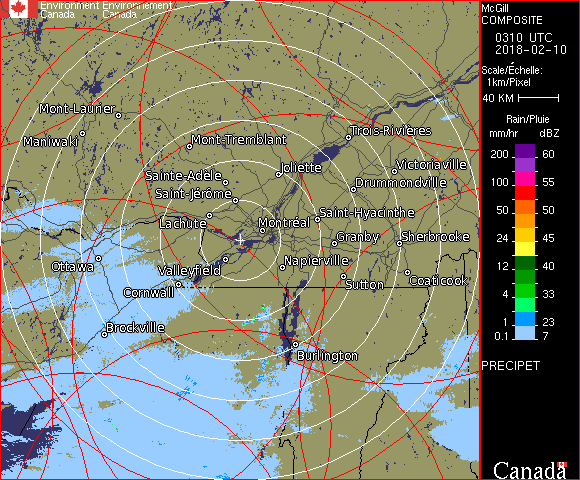 Environment Environnement
Canada Canada
McGill
COMPOSITE
0310 UTC
2018-02-10
Scale/Échelle:
1km/Pixel
40 KM
Rain/Pluie
mm/hr dBZ
200 60
150 55
100 55
50 50
24 45
12 40
4 33
1 23
0.1 7
PRECIPET
Canada
Mont-Laurier
Maniwaki
Mont-Tremblant
Trois-Rivières
Joliette
Victoriaville
Sainte-Adèle
Drummondville
Saint-Jérôme
Lachute
Montréal
Saint-Hyacinthe
Granby
Sherbrooke
Ottawa
Valleyfield
Napierville
Coaticook
Cornwall
Sutton
Brockville
Burlington